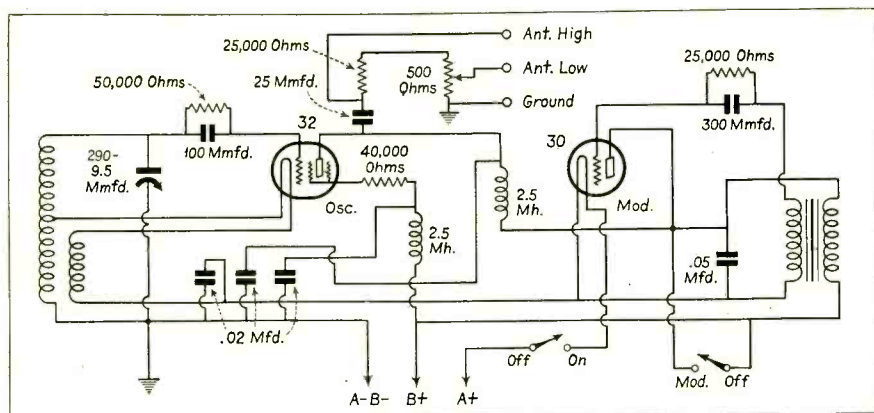 25,000 Ohms
50,000 Ohms
25 Mmfd.
500
Ohms
Ant. High
Ant. Low
Ground
25,000 Ohms
32
30
100 Mmfd.
300 Mmfd.
290-
9.5
Mmfd.
40,000
Ohms
Osc.
2.5
Mh.
Mod.
2.5
Mh.
.05
Mfd.
.02 Mfd.
Off
On
Mod.
Off
A-B-
B+
A+